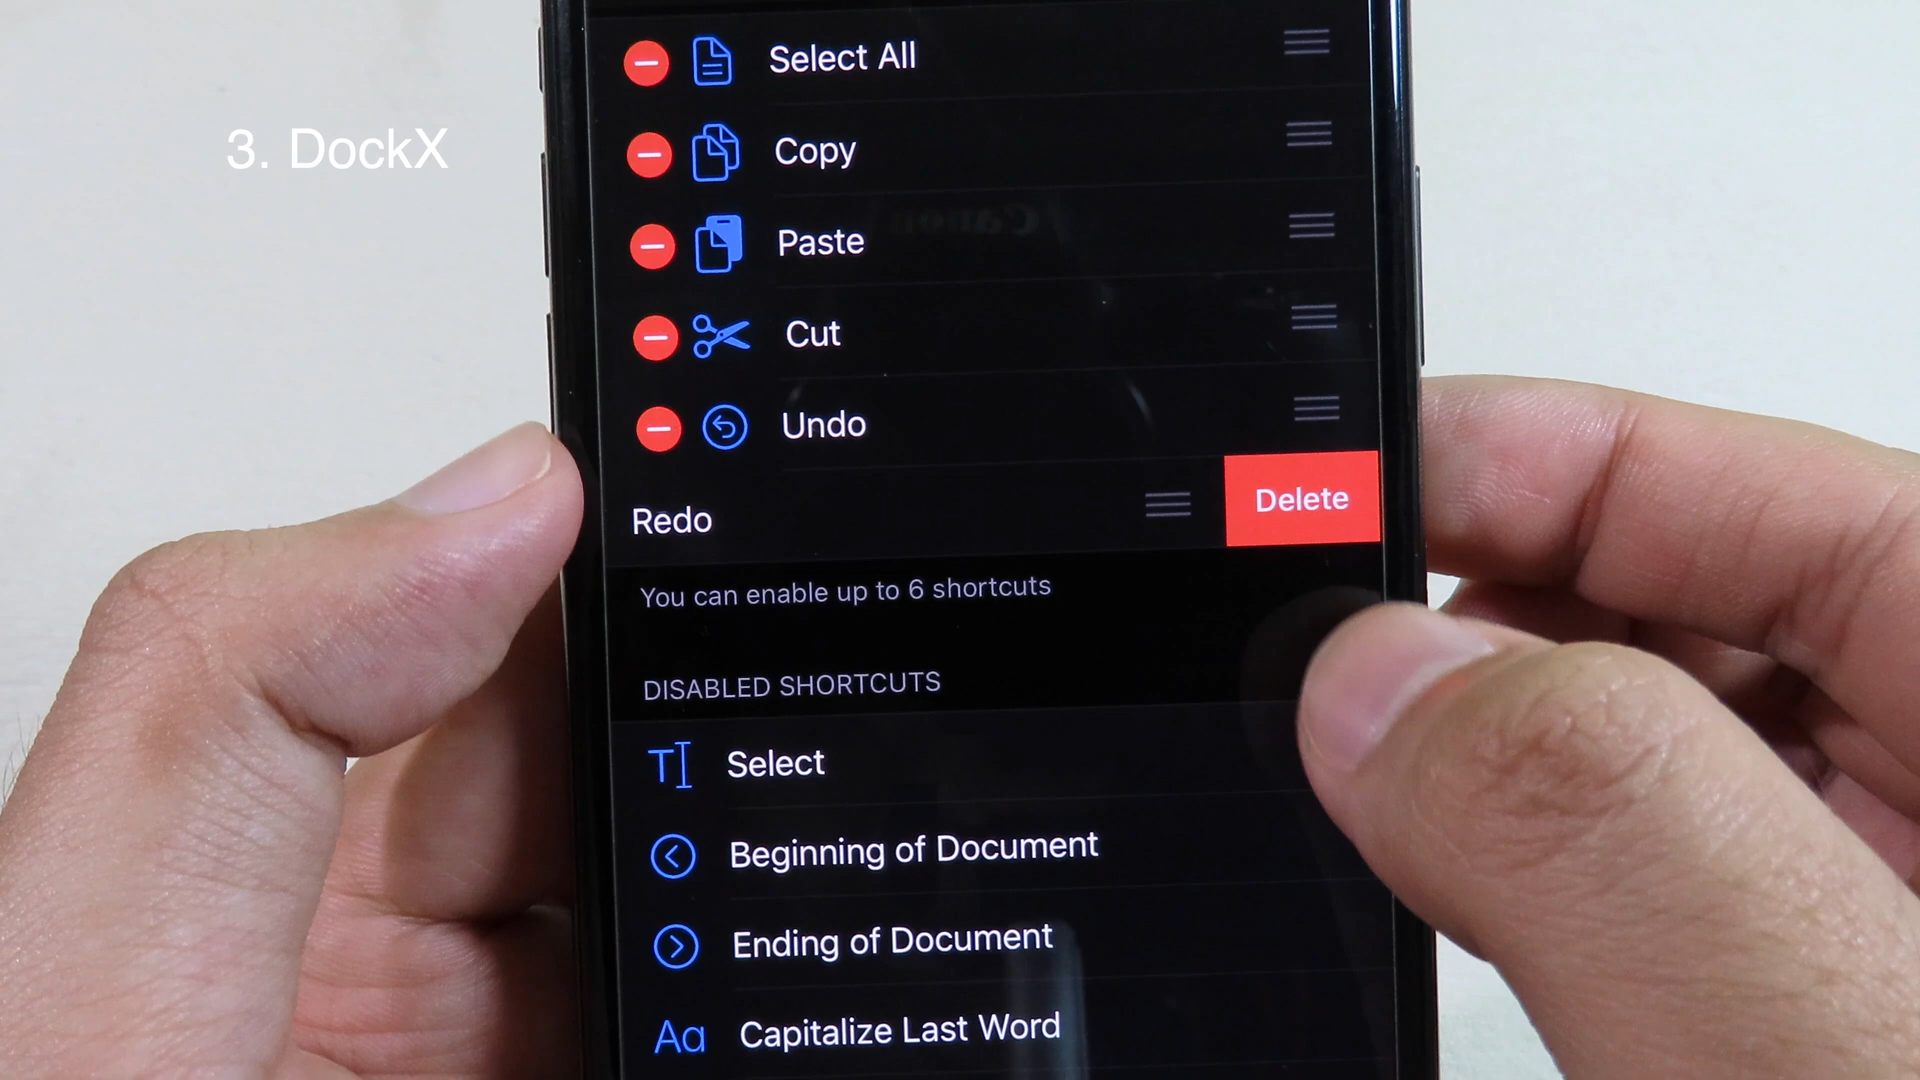 3. DockX
Select All
Copy
Canon
Paste
Cut
Undo
Redo
Delete
You can enable up to 6 shortcuts
DISABLED SHORTCUTS
Select
Beginning of Document
Ending of Document
Aa Capitalize Last Word